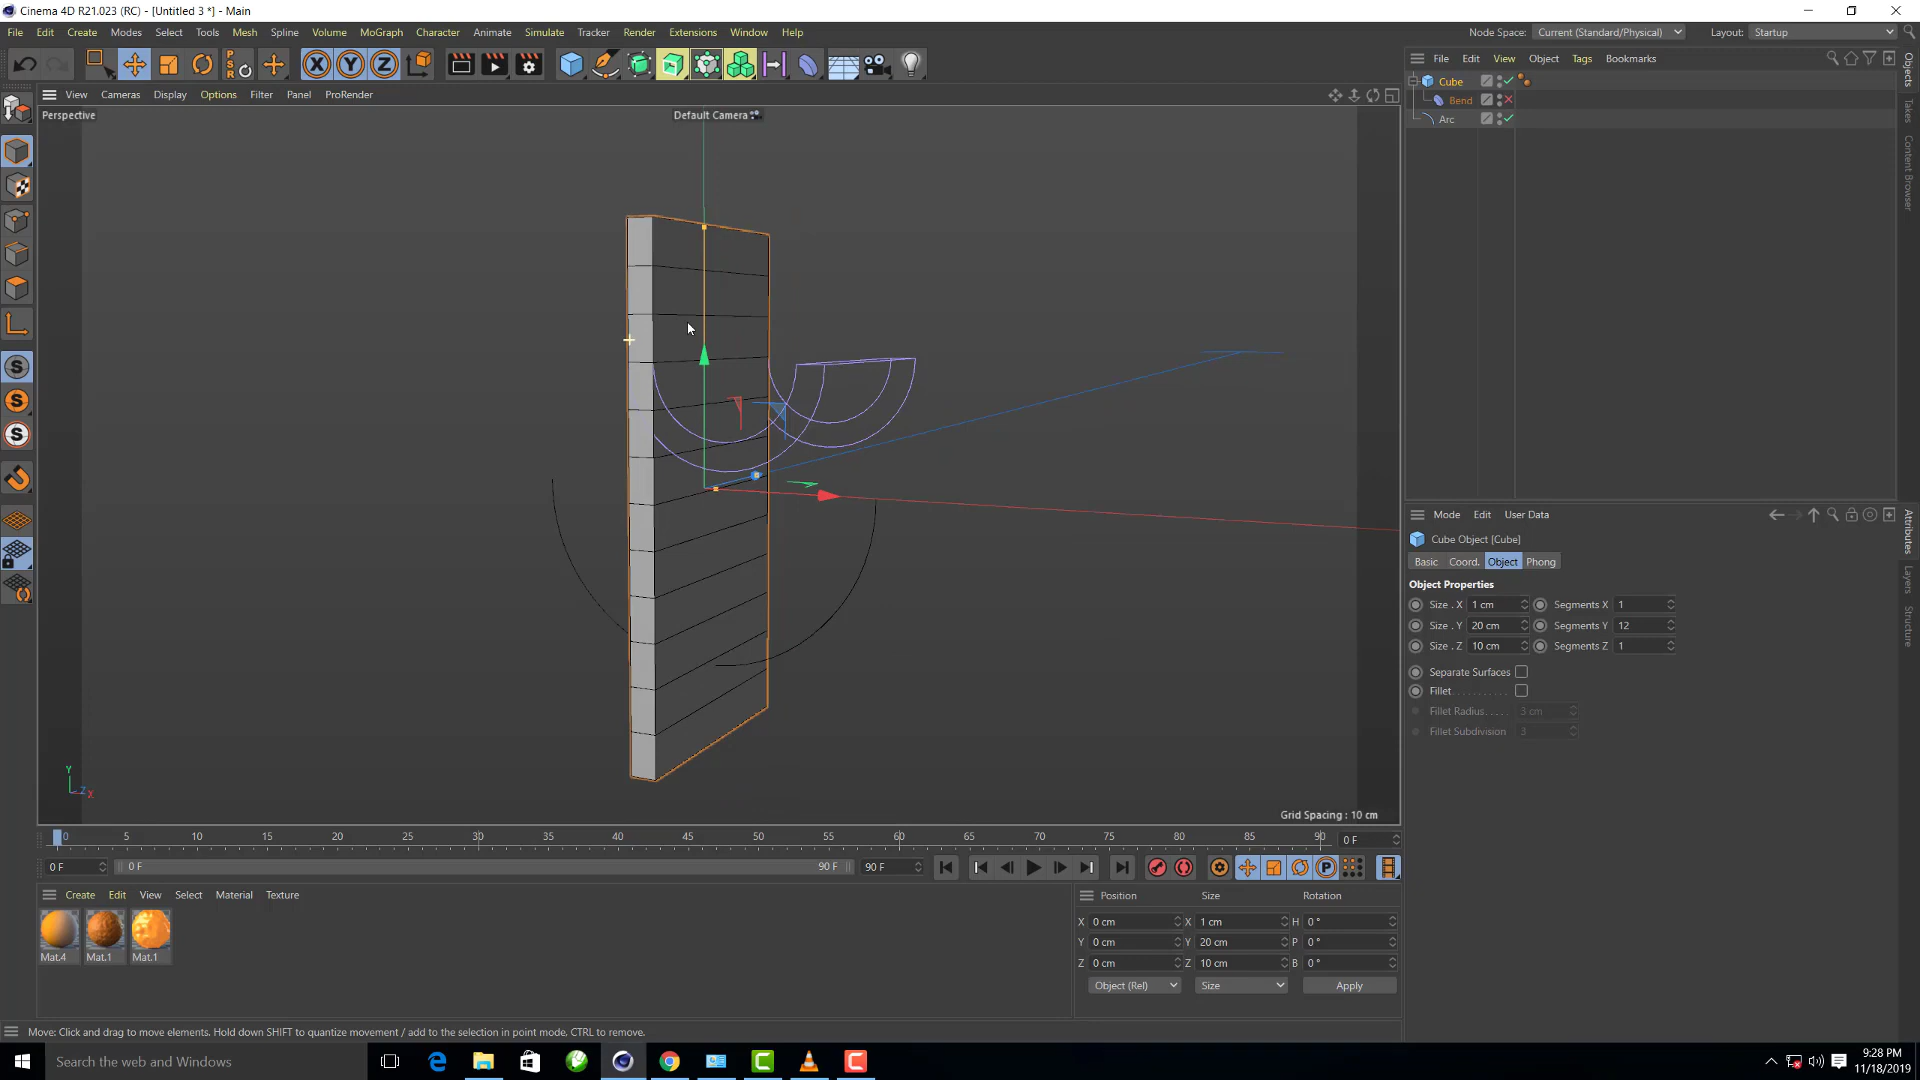 Cinema 4D R21.023 (RC) - [Untitled 3 *] - Main
File Edit Create Modes Select Tools Mesh Spline Volume MoGraph Character Animate Simulate Tracker Render Extensions Window Help
Node Space: Current (Standard/Physical) Layout: Startup
X Y Z
PSR
View Cameras Display Options Filter Panel ProRender
Perspective
Default Camera
File Edit View Object Tags Bookmarks
Cube
Bend
Arc
Objects
Takes
Content Browser
S
S
S
Mode Edit User Data
Cube Object [Cube]
Basic Coord. Object Phong
Object Properties
Size . X 1 cm Segments X 1
Size . Y 20 cm Segments Y 12
Size . Z 10 cm Segments Z 1
Separate Surfaces
Fillet . . . . . . . . . . .
Fillet Radius. . . . . 3 cm
Fillet Subdivision 3
Attributes
Layers
Structure
Y
Z
X
Grid Spacing : 10 cm
0 5 10 15 20 25 30 35 40 45 50 55 60 65 70 75 80 85 90 0 F
0 F 0 F 90 F 90 F
P
Create Edit View Select Material Texture
Mat.4 Mat.1 Mat.1
Position Size Rotation
X 0 cm X 1 cm H 0 °
Y 0 cm Y 20 cm P 0 °
Z 0 cm Z 10 cm B 0 °
Object (Rel) Size Apply
Move: Click and drag to move elements. Hold down SHIFT to quantize movement / add to the selection in point mode, CTRL to remove.
Search the web and Windows
9:28 PM
11/18/2019